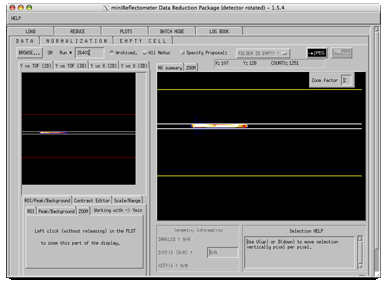 miniReflectometer Data Reduction Package (detector rotated) - 1.5.4
HELP
LOAD REDUCE PLOTS BATCH MODE LOG BOOK
DATA NORMALIZATION EMPTY CELL
BROWSE... OR Run # Archived. All NeXus Specify Proposal: FOLDER IS EMPTY JPEG
Y vs TOF (2D) Y vs TOF (3D) Y vs X (2D) Y vs X (3D)
NX summary ZOOM X: 107 Y: 128 COUNTS: 1251
Zoom Factor 2
ROI/Peak/Background Contrast Editor Scale/Range
ROI Peak/Background ZOOM Working with -> Ymin
Left click (without releasing) in the PLOT
to zoom this part of the display.
Geometry Information
N/A
N/A
: N/A
Selection HELP
Use U(up) or D(down) to move selection
vertically pixel per pixel.